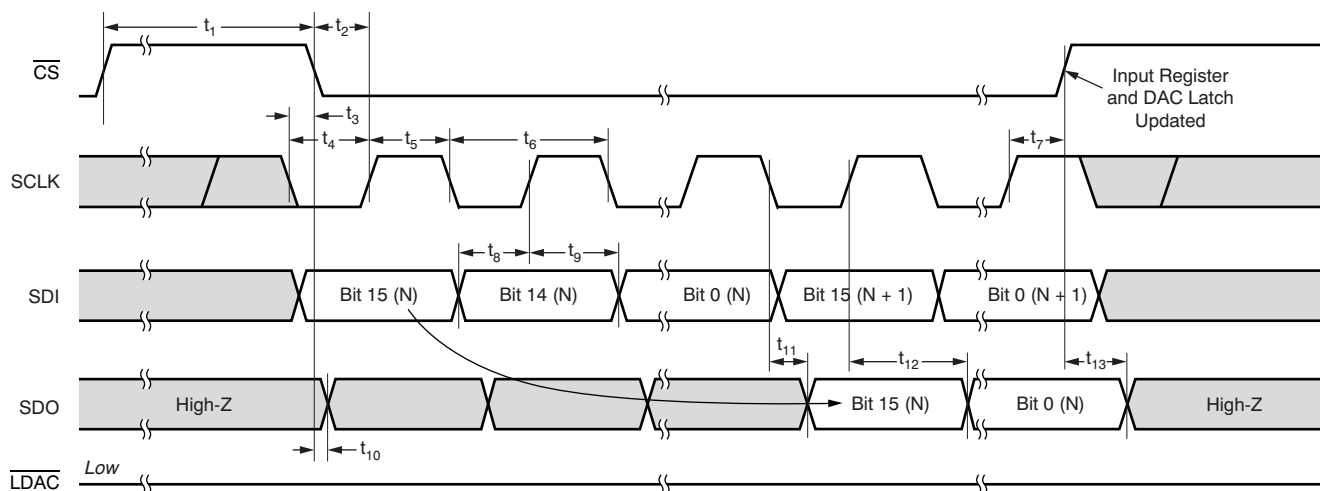 t1
t2
CS
Input Register
and DAC Latch
Updated
t3
t4
t5
t6
t7
SCLK
t8
t9
SDI
Bit 15 (N)
Bit 14 (N)
Bit 0 (N)
Bit 15 (N + 1)
Bit 0 (N + 1)
t11
t12
t13
SDO
High-Z
Bit 15 (N)
Bit 0 (N)
High-Z
t10
Low
LDAC